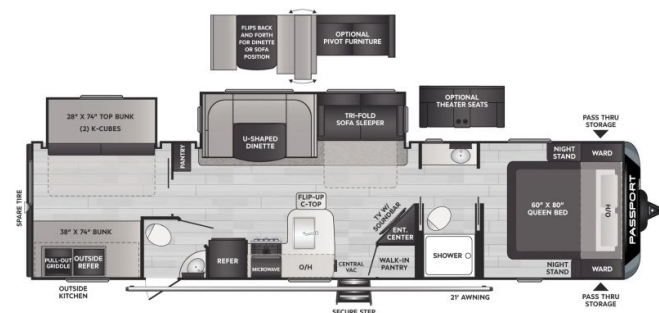 FLIPS BACK
AND FORTH
FOR DINETTE
OR SOFA
POSITION
OPTIONAL
PIVOT FURNITURE
28" X 74" TOP BUNK
(2) K-CUBES
PANTRY
U-SHAPED
DINETTE
TRI-FOLD
SOFA SLEEPER
OPTIONAL
THEATER SEATS
PASS THRU
STORAGE
NIGHT
STAND
WARD
SPARE TIRE
60" X 80"
QUEEN BED
H/O
PASSPORT
38" X 74" BUNK
PULL-OUT
GRIDDLE
OUTSIDE
REFER
OUTSIDE
KITCHEN
REFER
MICROWAVE
FLIP-UP
C-TOP
O/H
CENTRAL
VAC
TV W/
SOUNDBAR
ENT.
CENTER
WALK-IN
PANTRY
SHOWER
NIGHT
STAND
WARD
PASS THRU
STORAGE
21' AWNING
SECURE STEP